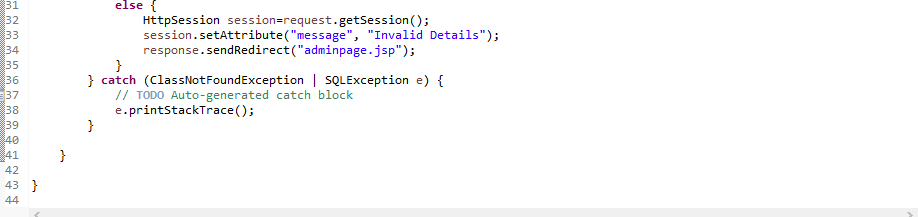 31 else {
32 HttpSession session=request.getSession();
33 session.setAttribute("message", "Invalid Details");
34 response.sendRedirect("adminpage.jsp");
35 }
36 } catch (ClassNotFoundException | SQLException e) {
37 // TODO Auto-generated catch block
38 e.printStackTrace();
39 }
40
41 }
42
43 }
44